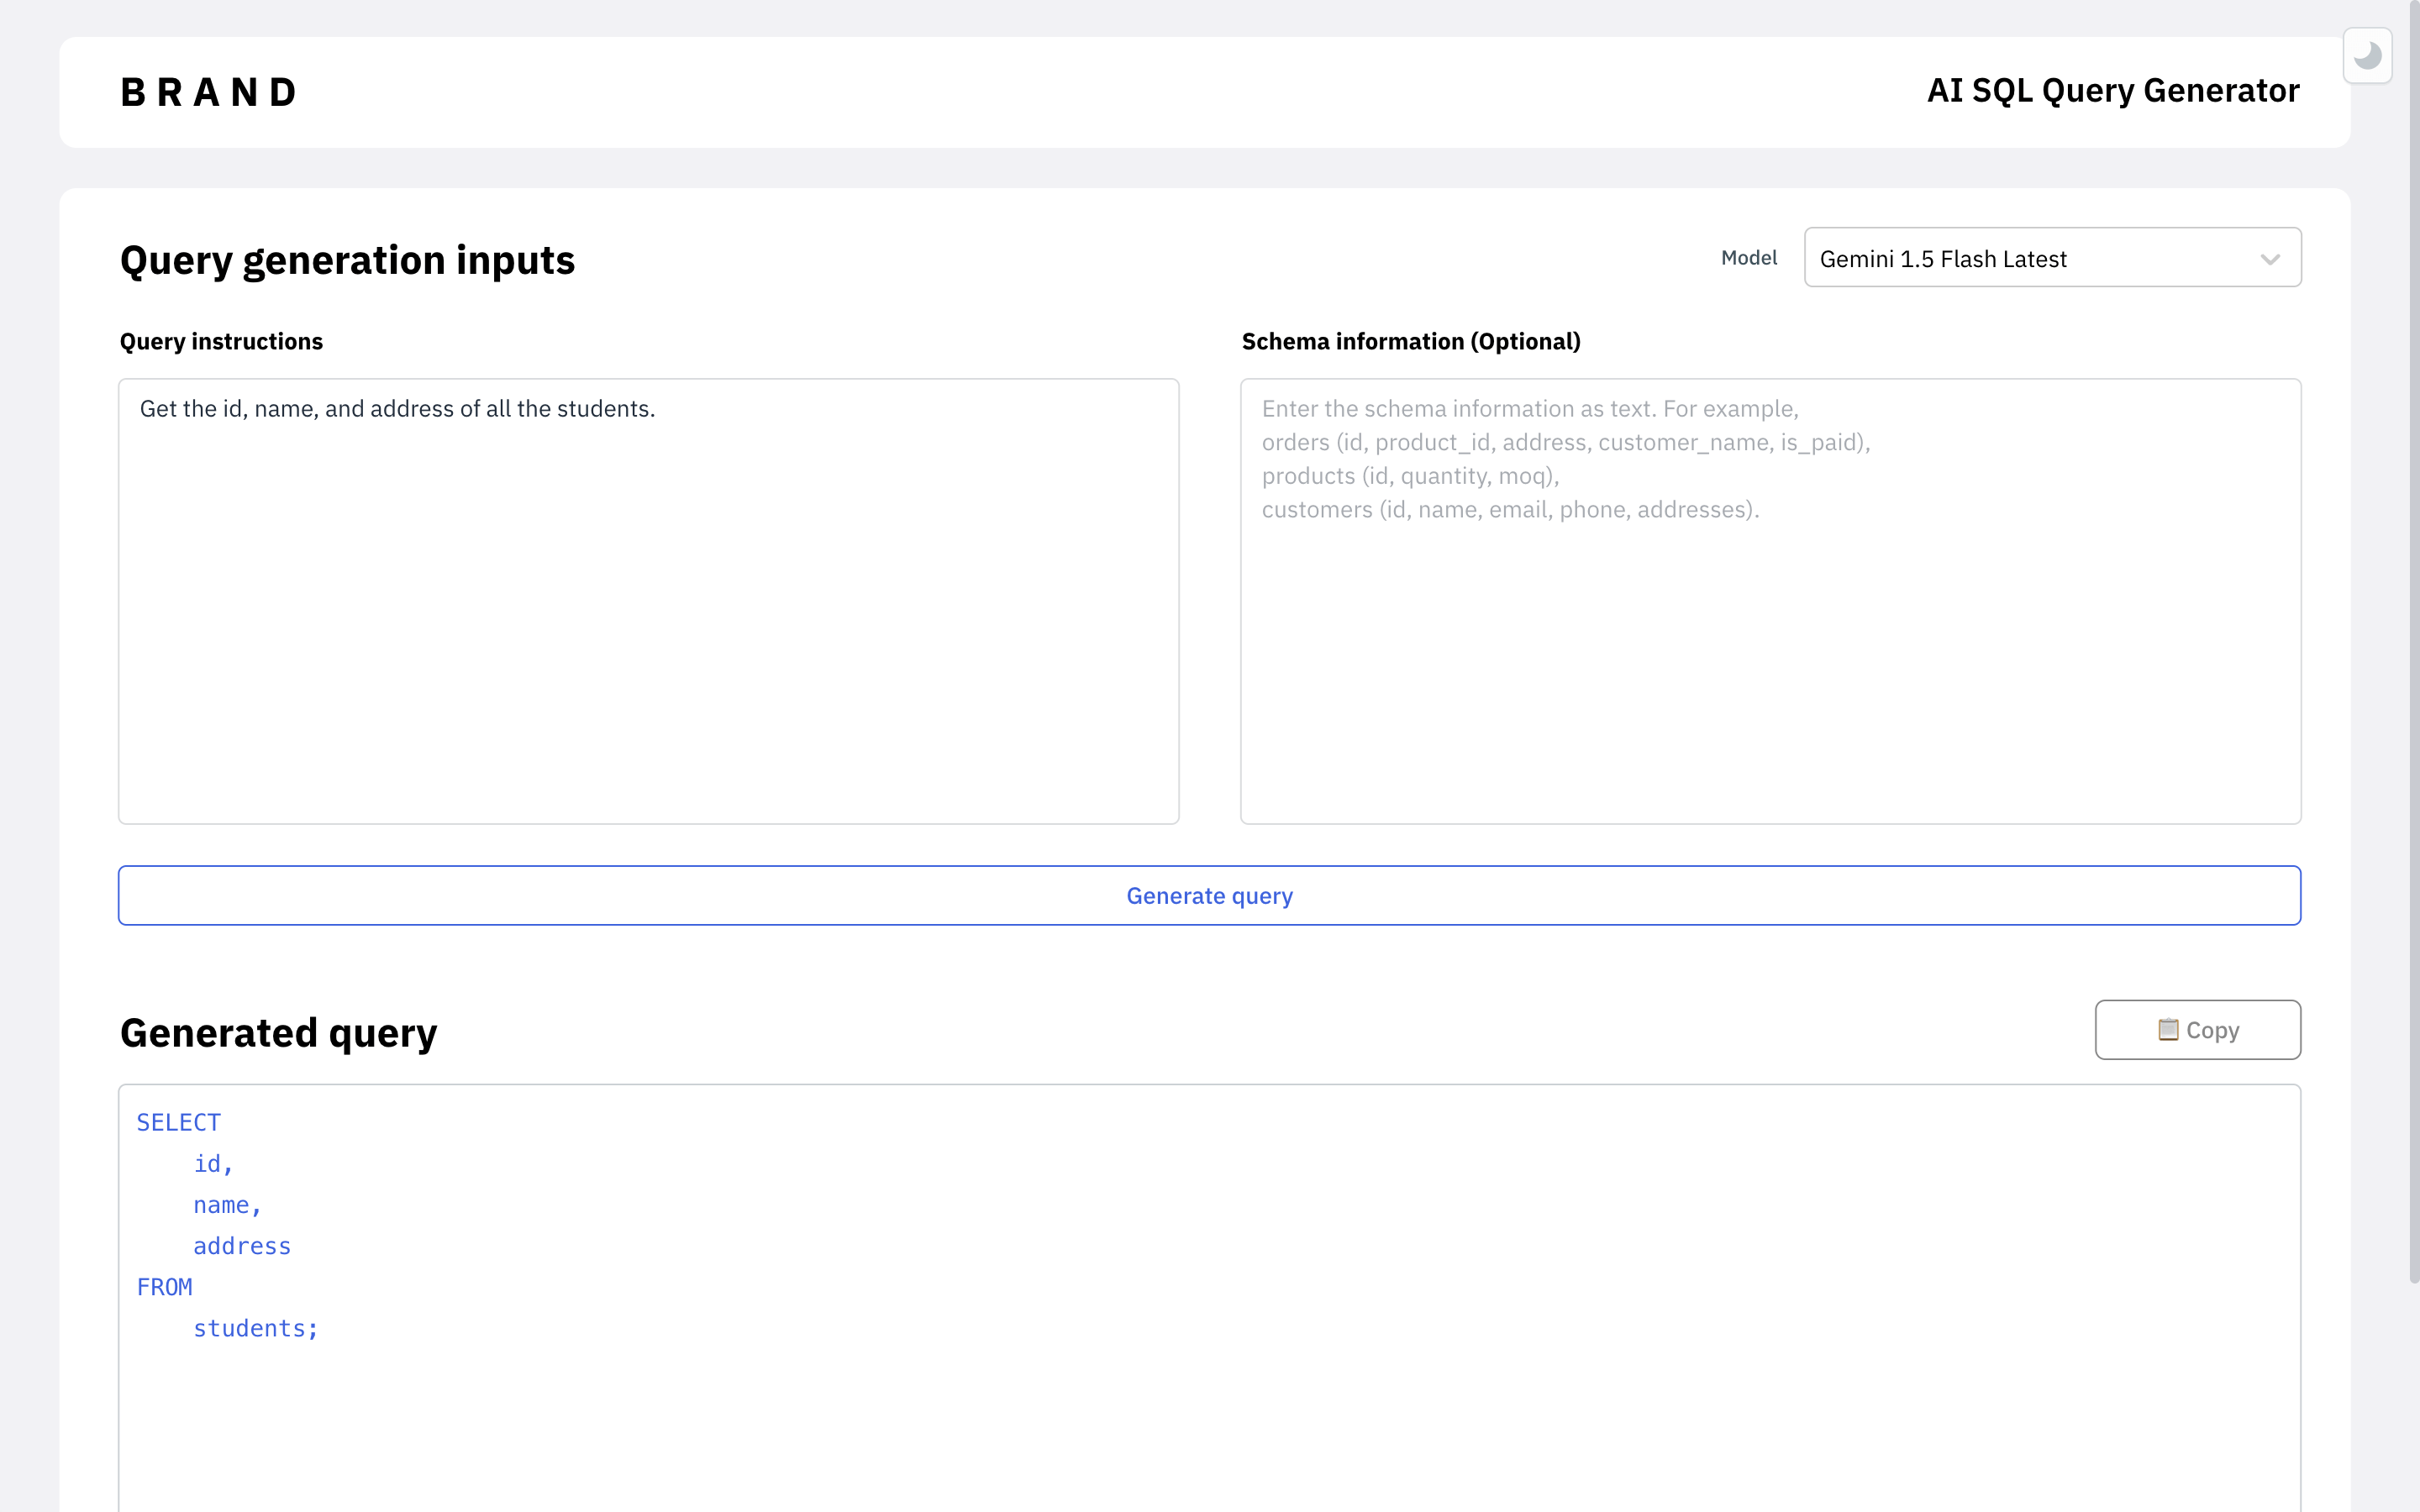 BRAND
AI SQL Query Generator
Query generation inputs
Model
Gemini 1.5 Flash Latest
Query instructions
Get the id, name, and address of all the students.
Schema information (Optional)
Enter the schema information as text. For example,
orders (id, product_id, address, customer_name, is_paid),
products (id, quantity, moq),
customers (id, name, email, phone, addresses).
Generate query
Generated query
Copy
SELECT
    id,
    name,
    address
FROM
    students;